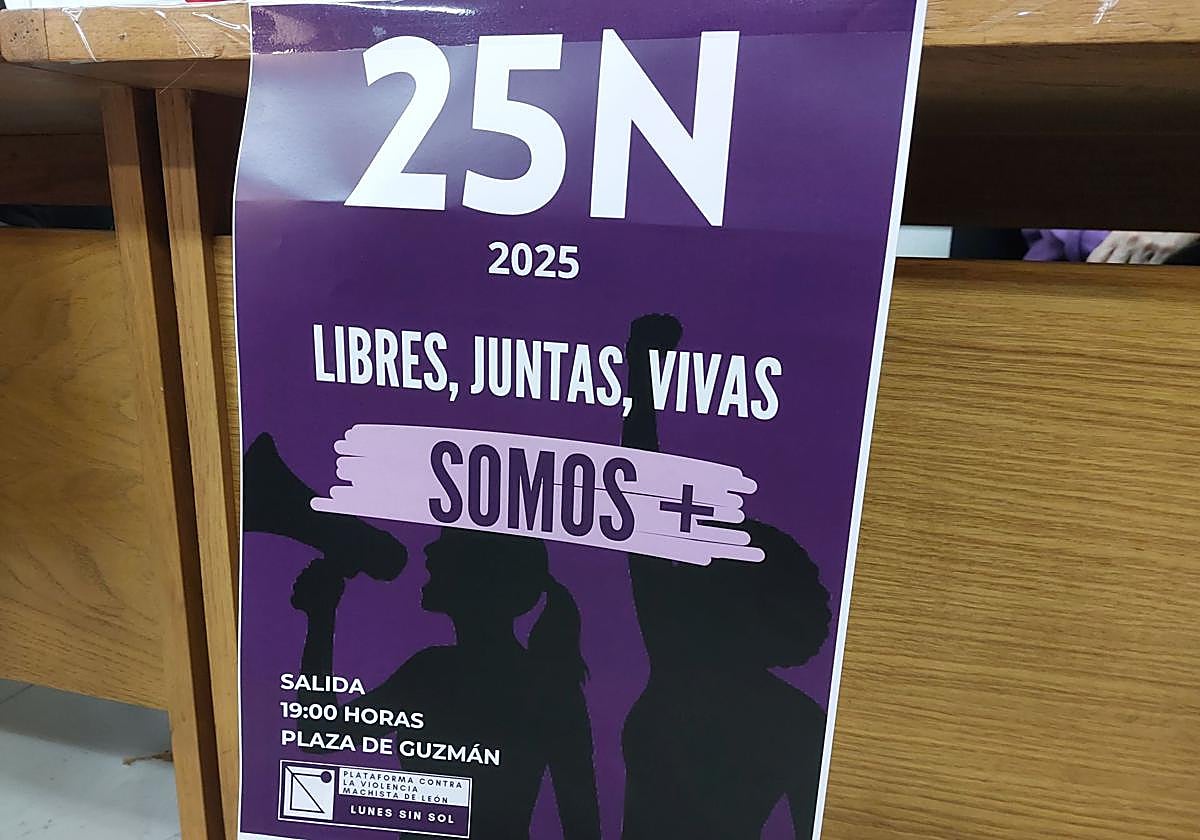 25N
2025
LIBRES, JUNTAS, VIVAS
SOMOS +
SALIDA
19:00 HORAS
PLAZA DE GUZMÁN
PLATAFORMA CONTRA
LA VIOLENCIA
MACHISTA DE LEÓN
LUNES SIN SOL